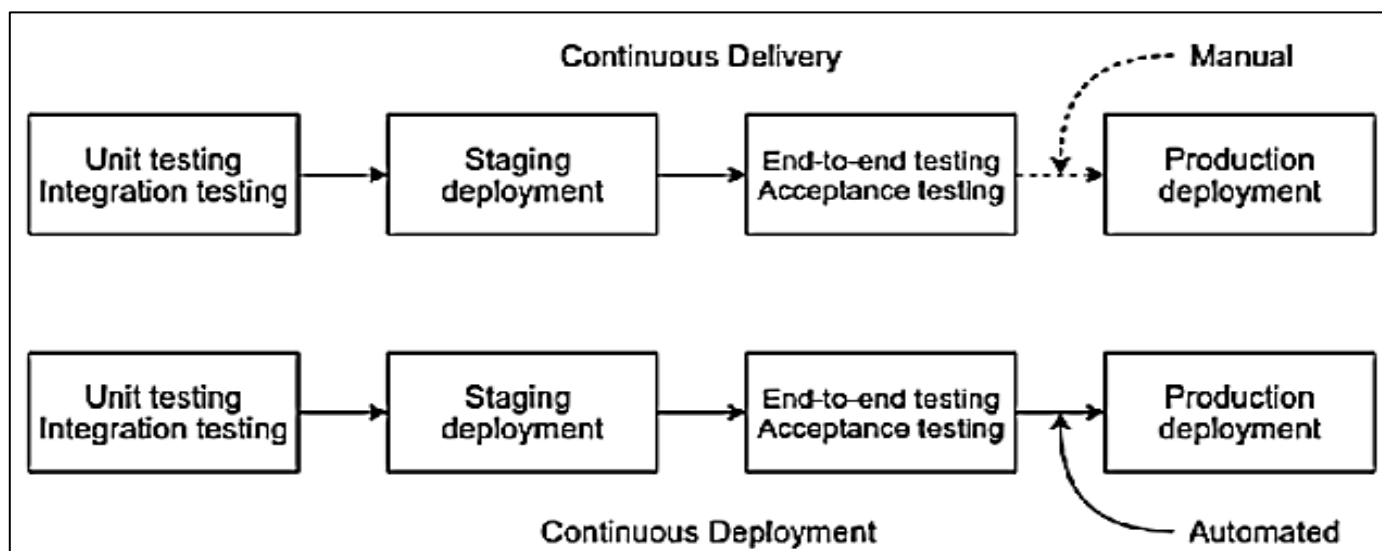 Continuous Delivery
Manual
Unit testing
Integration testing
Staging
deployment
End-to-end testing
Acceptance testing
Production
deployment
Unit testing
Integration testing
Staging
deployment
End-to-end testing
Acceptance testing
Production
deployment
Continuous Deployment
Automated